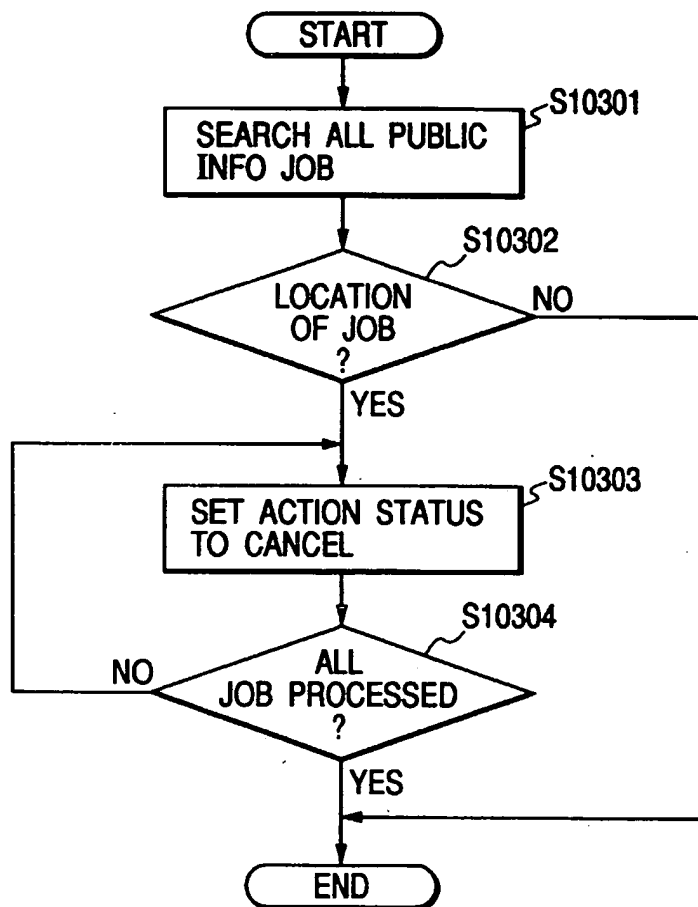 START
S10301
SEARCH ALL PUBLIC
INFO JOB
S10302
LOCATION
OF JOB
?
NO
YES
S10303
SET ACTION STATUS
TO CANCEL
S10304
ALL
JOB PROCESSED
?
NO
YES
END